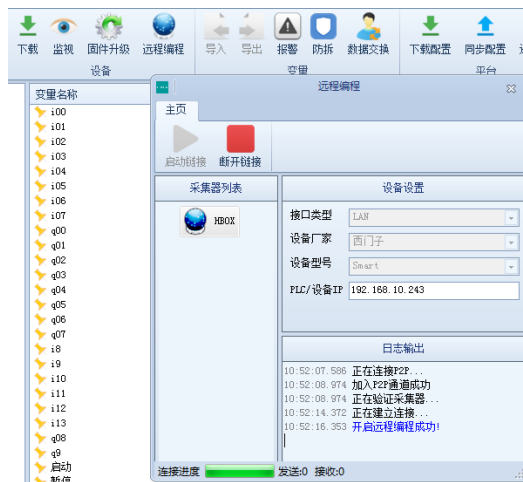 下载 监视 固件升级 远程编程 导入 导出 报警 防拆 数据交换 下载配置 同步配置
设备 变量 平台
变量名称
i00
i01
i02
i03
i04
i05
i06
i07
q00
q01
q02
q03
q04
q05
q06
q07
i8
i9
i10
i11
i12
i13
q08
q9
启动
暂停
远程编程
主页
启动链接 断开链接
采集器列表
HBOX
设备设置
接口类型 LAN
设备厂家 西门子
设备型号 Smart
PLC/设备IP 192.168.10.243
日志输出
10:52:07.586 正在连接P2P...
10:52:08.974 加入P2P通道成功
10:52:08.974 正在验证采集器...
10:52:14.372 正在建立连接...
10:52:16.353 开启远程编程成功!
连接进度 发送:0 接收:0